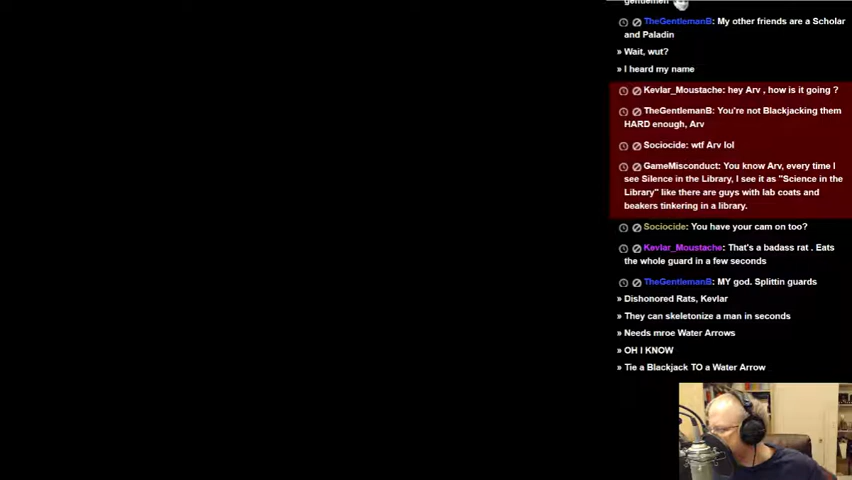 gentlemen
TheGentlemanB: My other friends are a Scholar
and Paladin
» Wait, wut?
» I heard my name
Kevlar_Moustache: hey Arv , how is it going ?
TheGentlemanB: You're not Blackjacking them
HARD enough, Arv
Sociocide: wtf Arv lol
GameMisconduct: You know Arv, every time I
see Silence in the Library, I see it as "Science in the
Library" like there are guys with lab coats and
beakers tinkering in a library.
Sociocide: You have your cam on too?
Kevlar_Moustache: That's a badass rat . Eats
the whole guard in a few seconds
TheGentlemanB: MY god. Splittin guards
» Dishonored Rats, Kevlar
» They can skeletonize a man in seconds
» Needs mroe Water Arrows
» OH I KNOW
» Tie a Blackjack TO a Water Arrow